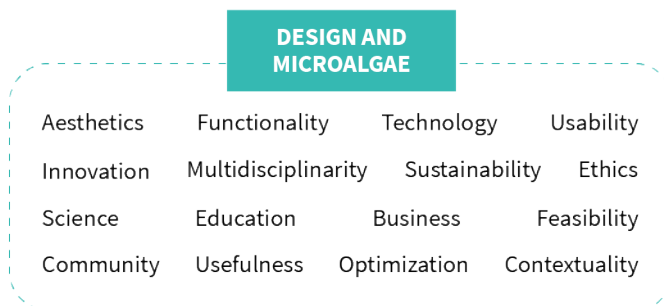 DESIGN AND
MICROALGAE
Aesthetics Functionality Technology Usability
Innovation Multidisciplinarity Sustainability Ethics
Science Education Business Feasibility
Community Usefulness Optimization Contextuality